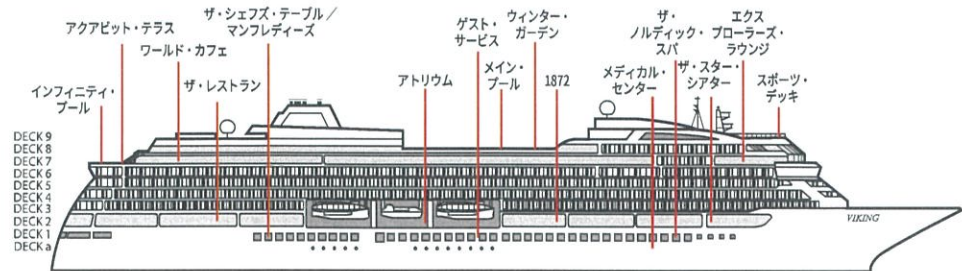 アクアビット・テラス
ザ・シェフズ・テーブル／
マンフレディーズ
ワールド・カフェ
ザ・レストラン
インフィニティ・
プール
アトリウム
ゲスト・
サービス
メイン・
プール
ウィンター・
ガーデン
1872
メディカル・
センター
ザ・
ノルディック・
スパ
ザ・スター・
シアター
エクス
プローラーズ・
ラウンジ
スポーツ・
デッキ
DECK 9
DECK 8
DECK 7
DECK 6
DECK 5
DECK 4
DECK 3
DECK 2
DECK 1
DECK a
VIKING